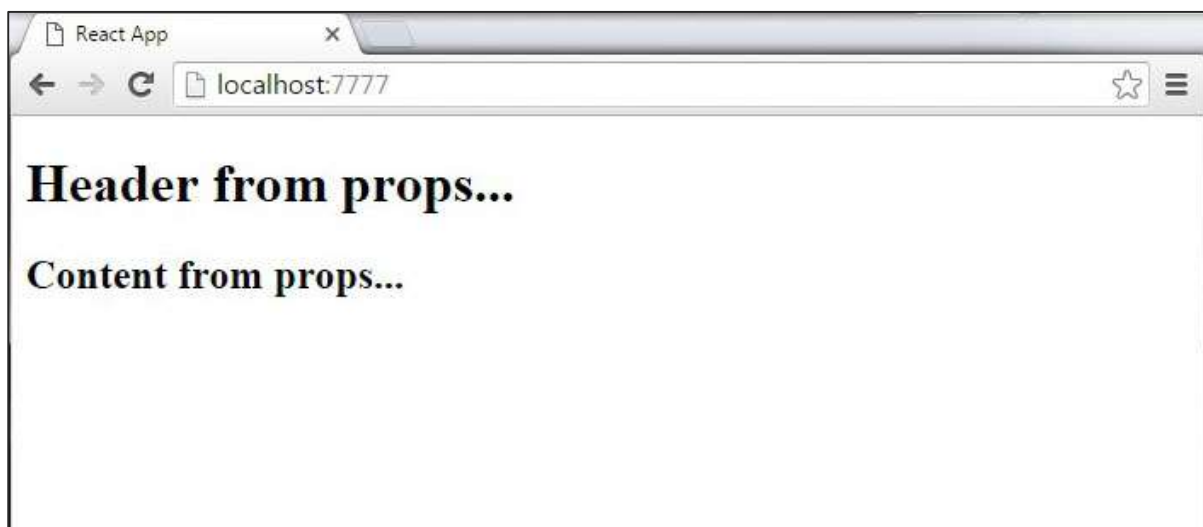 React App
localhost:7777
Header from props...
Content from props...